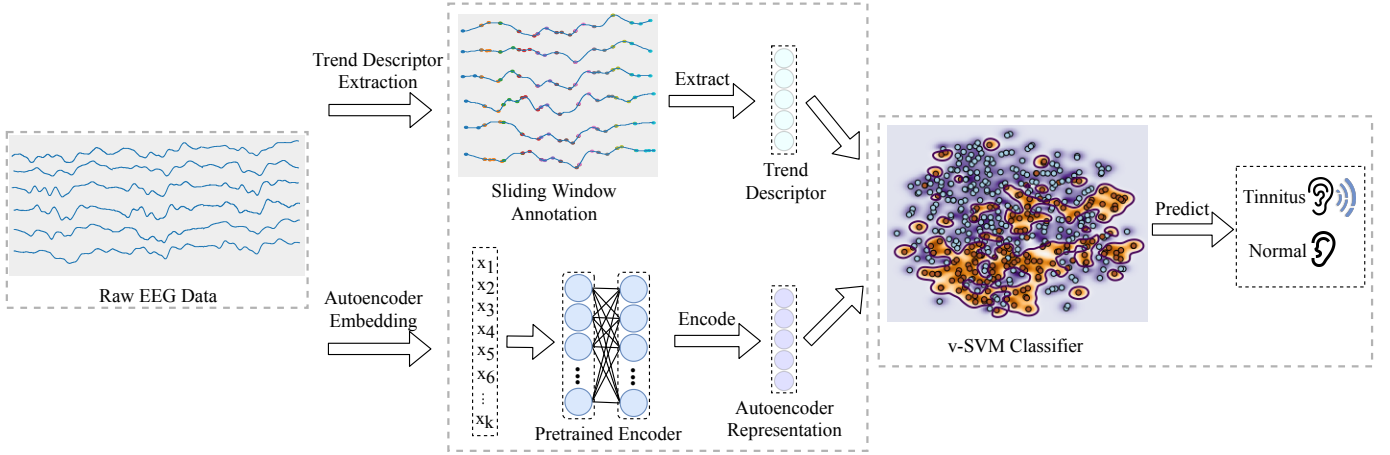 Raw EEG Data
Trend Descriptor
Extraction
Autoencoder
Embedding
Sliding Window
Annotation
Extract
Trend
Descriptor
x1
x2
x3
x4
x5
x6
⋮
xk
Pretrained Encoder
Encode
Autoencoder
Representation
v-SVM Classifier
Predict
Tinnitus
Normal